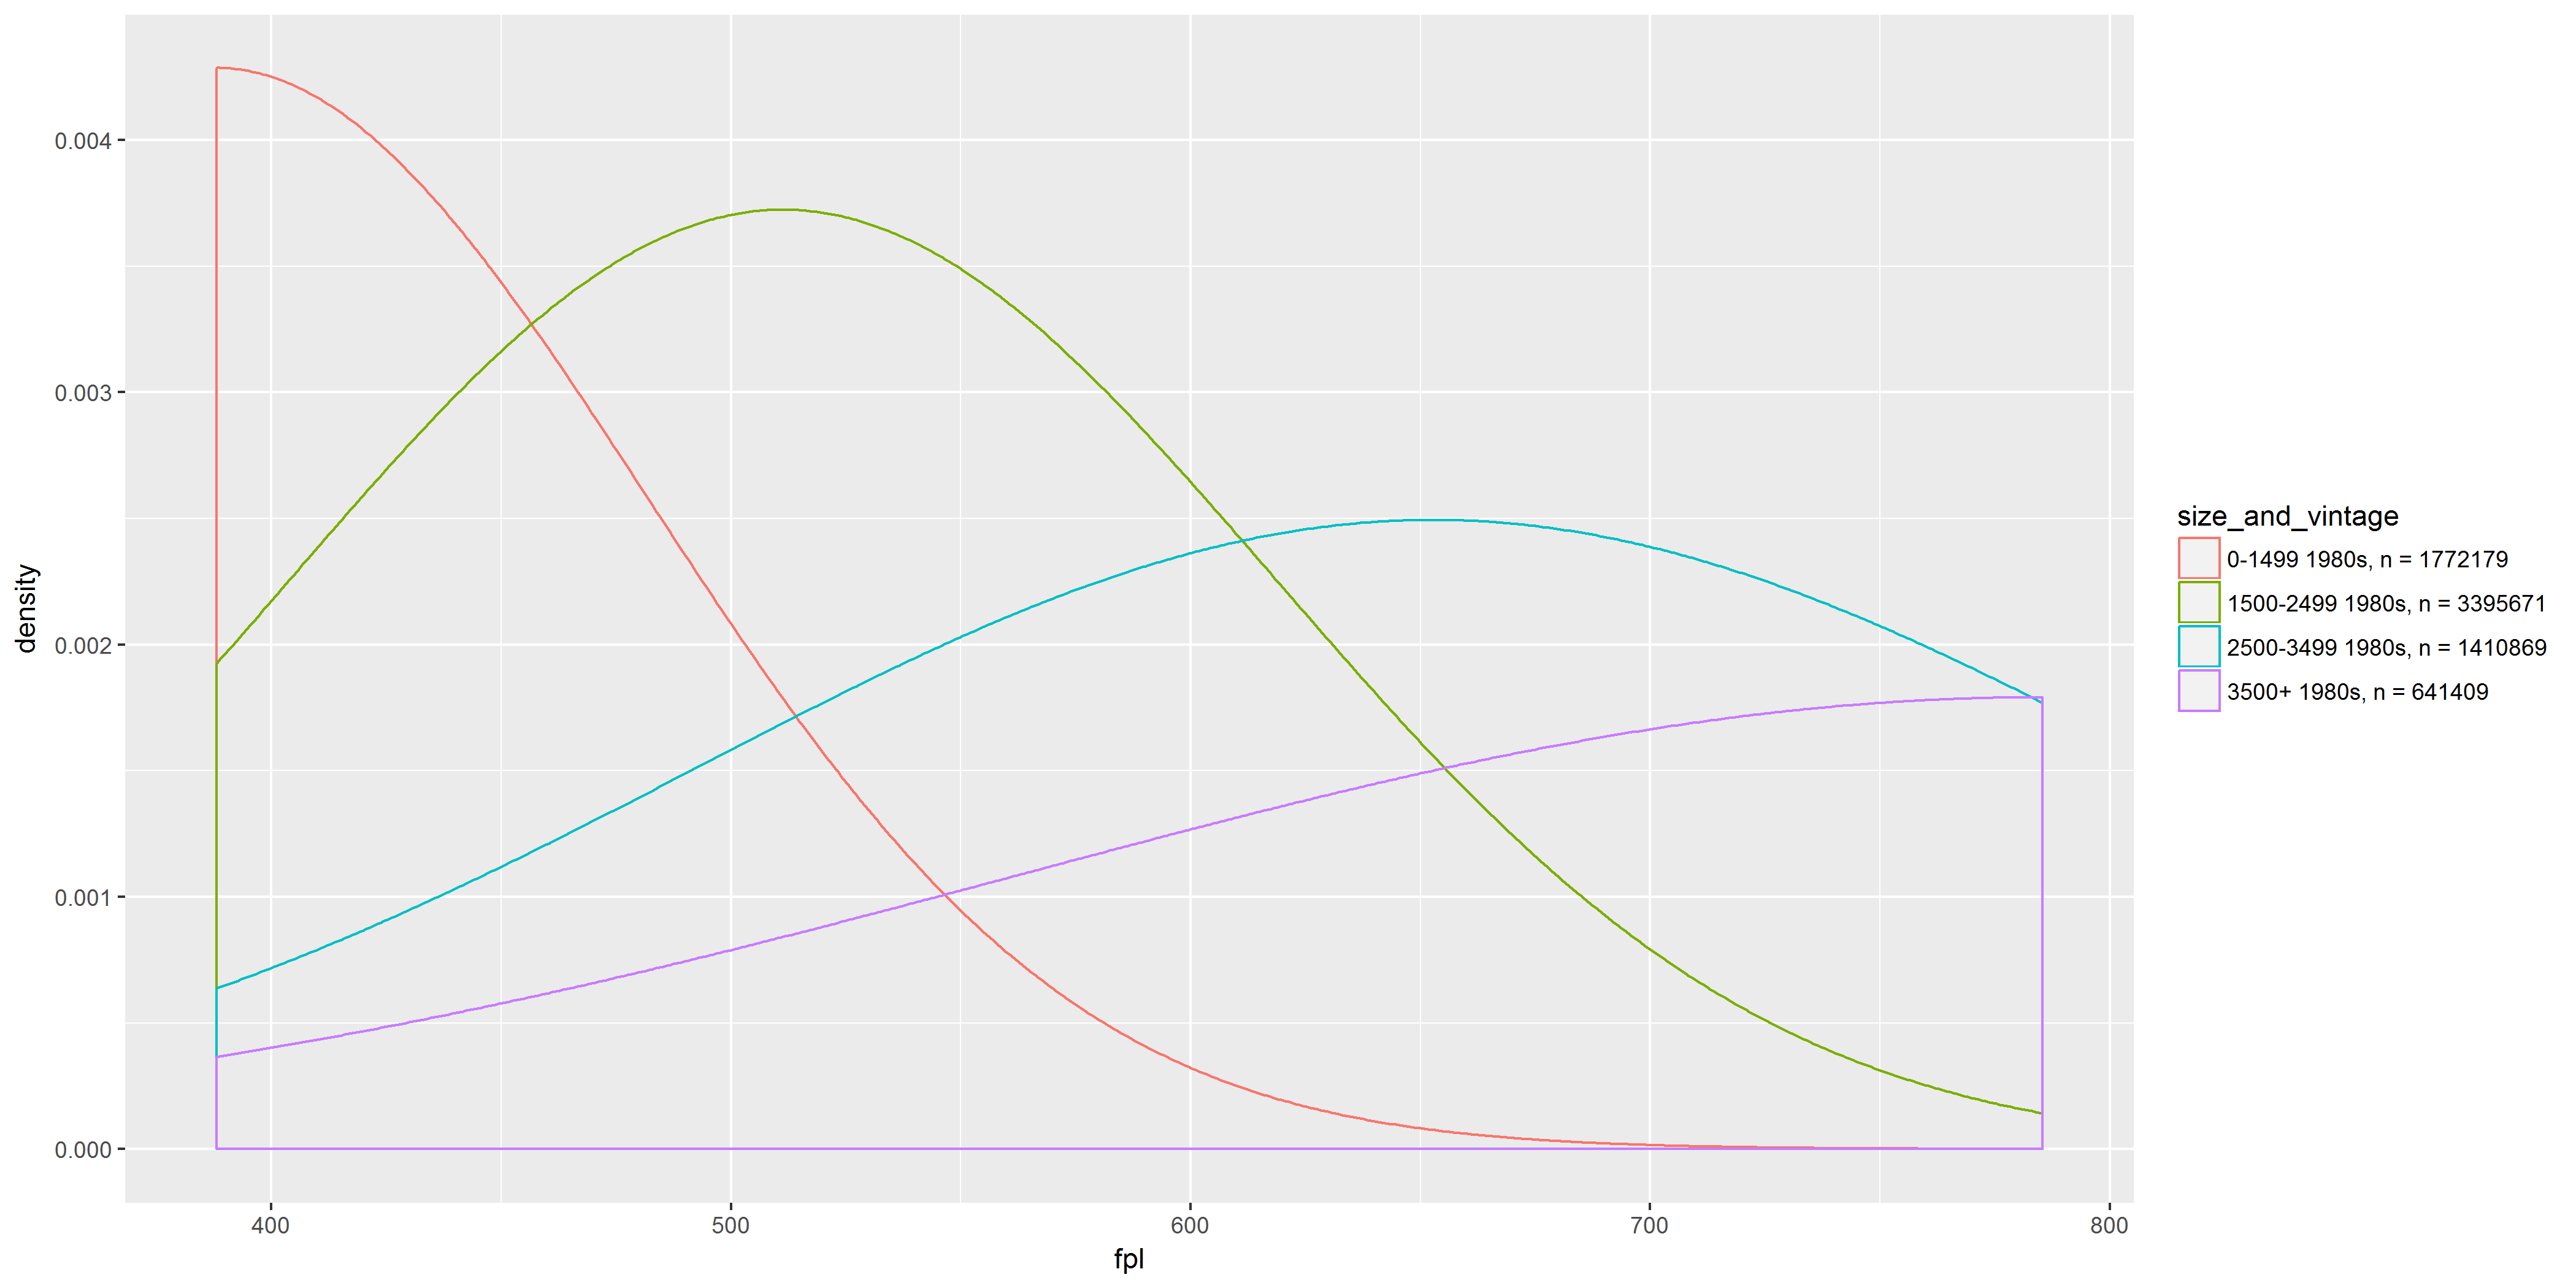 density
0.004
0.003
0.002
0.001
0.000
400 500 600 700 800
fpl
size_and_vintage
0-1499 1980s, n = 1772179
1500-2499 1980s, n = 3395671
2500-3499 1980s, n = 1410869
3500+ 1980s, n = 641409